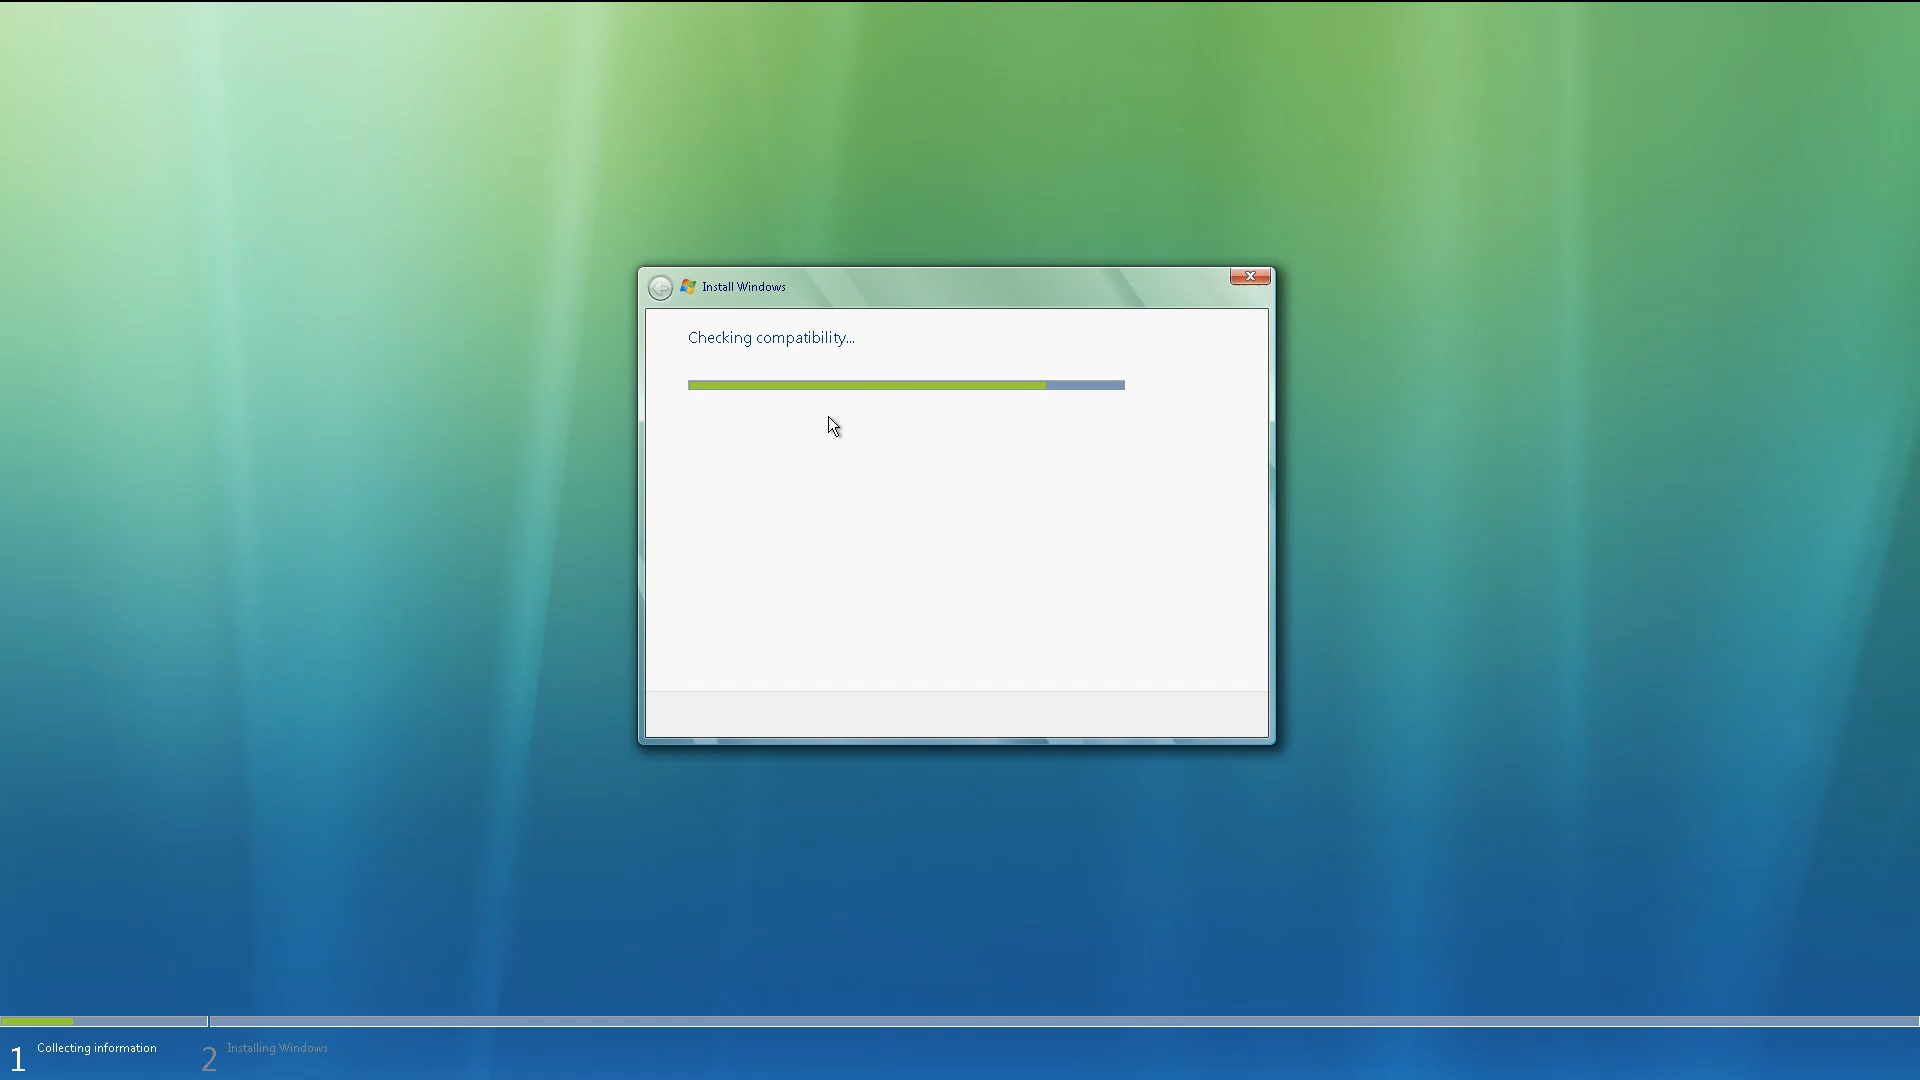 Install Windows
Checking compatibility...
1 Collecting information
2 Installing Windows